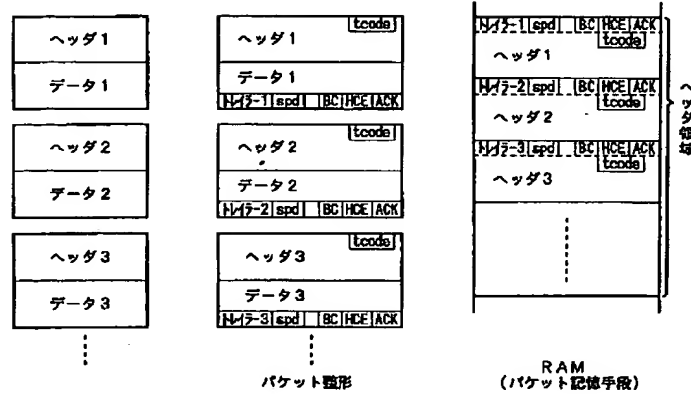 ヘッダ1
データ1
ヘッダ2
データ2
ヘッダ3
データ3
tcode
ヘッダ1
データ1
トレイラ-1 spd BC HCE ACK
tcode
ヘッダ2
データ2
トレイラ-2 spd BC HCE ACK
tcode
ヘッダ3
データ3
トレイラ-3 spd BC HCE ACK
パケット整形
トレイラ-1 spd BC HCE ACK
tcode
ヘッダ1
トレイラ-2 spd BC HCE ACK
tcode
ヘッダ2
トレイラ-3 spd BC HCE ACK
tcode
ヘッダ3
ヘッダ領域
RAM
(パケット記憶手段)